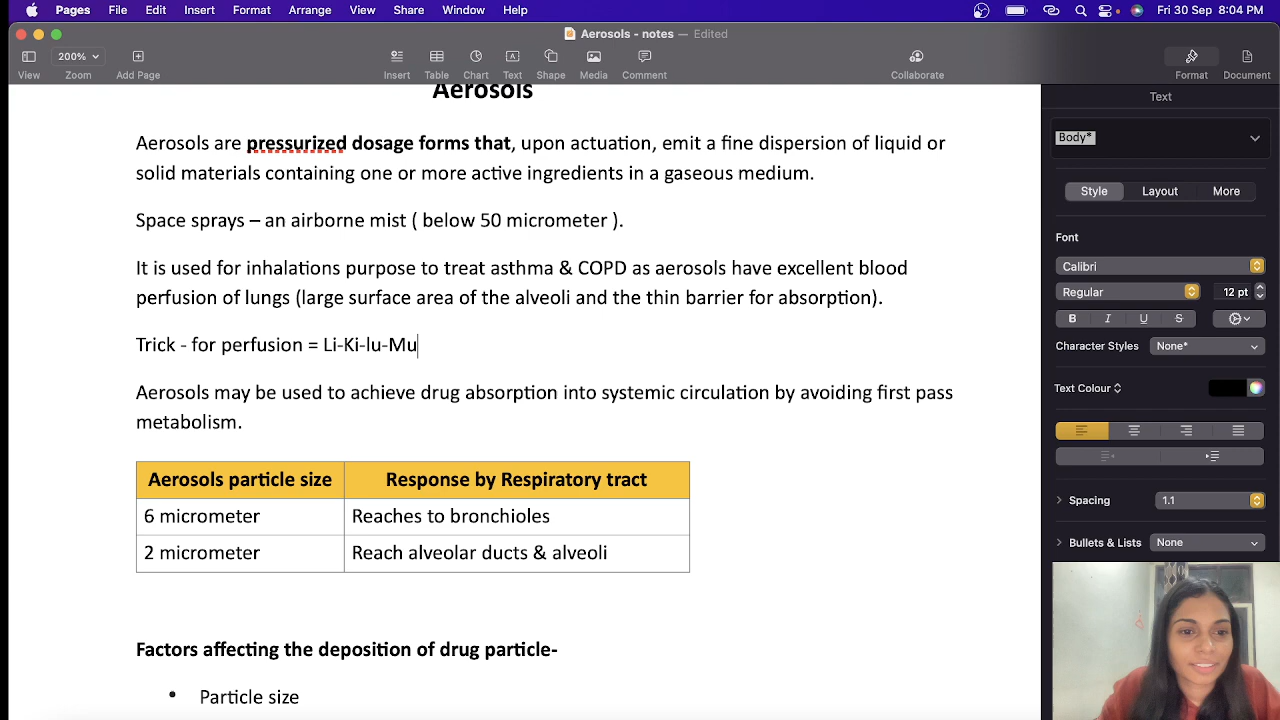 Pages File Edit Insert Format Arrange View Share Window Help Fri 30 Sep 8:04 PM
Aerosols - notes — Edited
200%
View Zoom Add Page Insert Table Chart Text Shape Media Comment Collaborate Format Document
Aerosols
Aerosols are pressurized dosage forms that, upon actuation, emit a fine dispersion of liquid or
solid materials containing one or more active ingredients in a gaseous medium.
Space sprays – an airborne mist ( below 50 micrometer ).
It is used for inhalations purpose to treat asthma & COPD as aerosols have excellent blood
perfusion of lungs (large surface area of the alveoli and the thin barrier for absorption).
Trick - for perfusion = Li-Ki-lu-Mu
Aerosols may be used to achieve drug absorption into systemic circulation by avoiding first pass
metabolism.
Aerosols particle size Response by Respiratory tract
6 micrometer Reaches to bronchioles
2 micrometer Reach alveolar ducts & alveoli
Factors affecting the deposition of drug particle-
• Particle size
Text
Body*
Style Layout More
Font
Calibri
Regular 12 pt
B I U S
Character Styles None*
Text Colour
Spacing 1.1
Bullets & Lists None